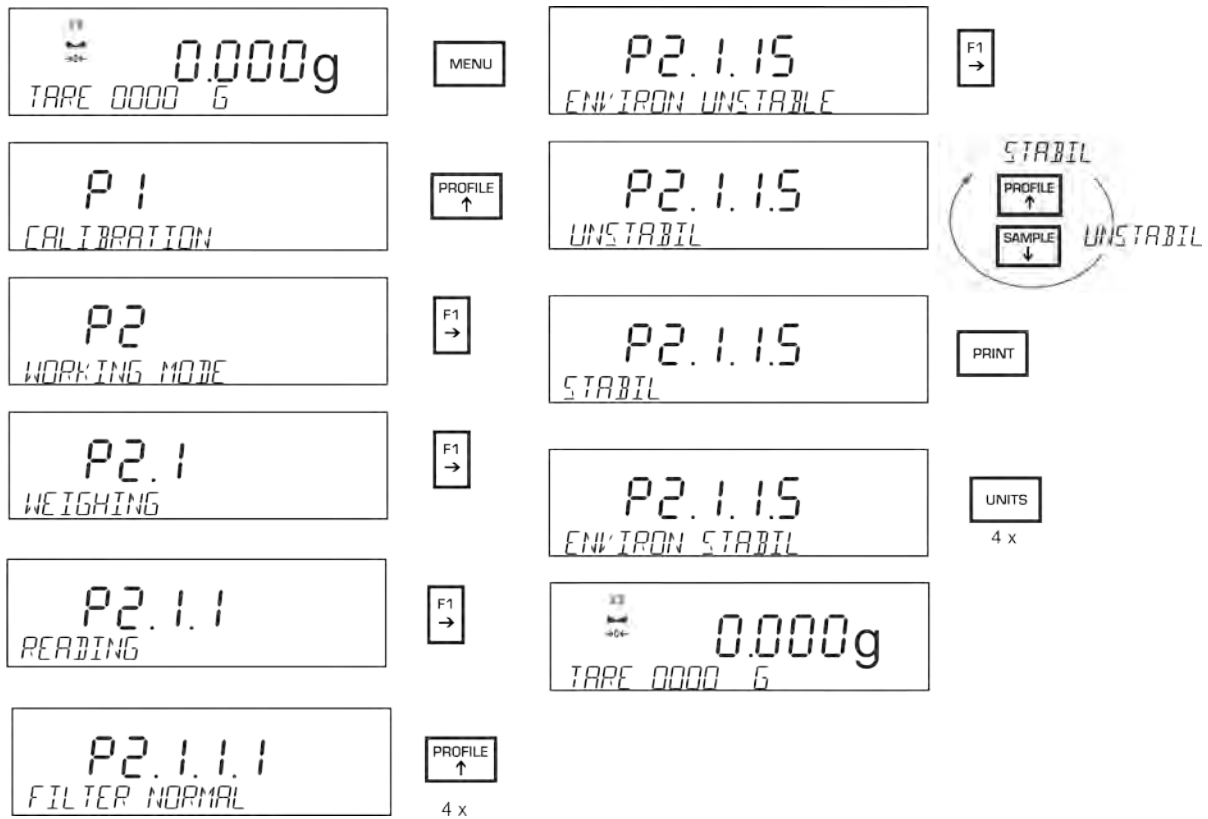 0.000g
TARE 0000 G
MENU
P1
CALIBRATION
PROFILE
↑
P2
WORKING MODE
F1
→
P2.1
WEIGHING
F1
→
P2.1.1
READING
F1
→
P2.1.1.1
FILTER NORMAL
PROFILE
↑
4 x
P2.1.15
ENVIRON UNSTABLE
F1
→
P2.1.1.5
UNSTABIL
STABIL
PROFILE
↑
SAMPLE
↓
UNSTABIL
P2.1.1.5
STABIL
PRINT
P2.1.1.5
ENVIRON STABIL
UNITS
4 x
0.000g
TARE 0000 G